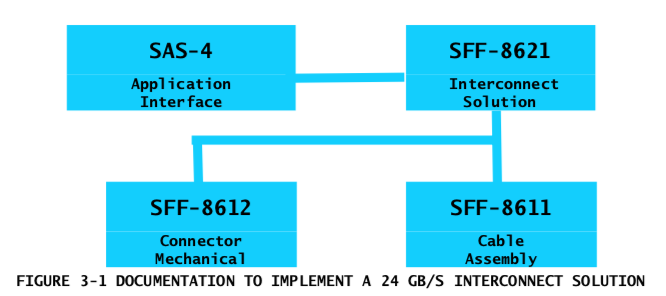 SAS-4
Application
Interface
SFF-8621
Interconnect
Solution
SFF-8612
Connector
Mechanical
SFF-8611
Cable
Assembly
FIGURE 3-1 DOCUMENTATION TO IMPLEMENT A 24 GB/S INTERCONNECT SOLUTION